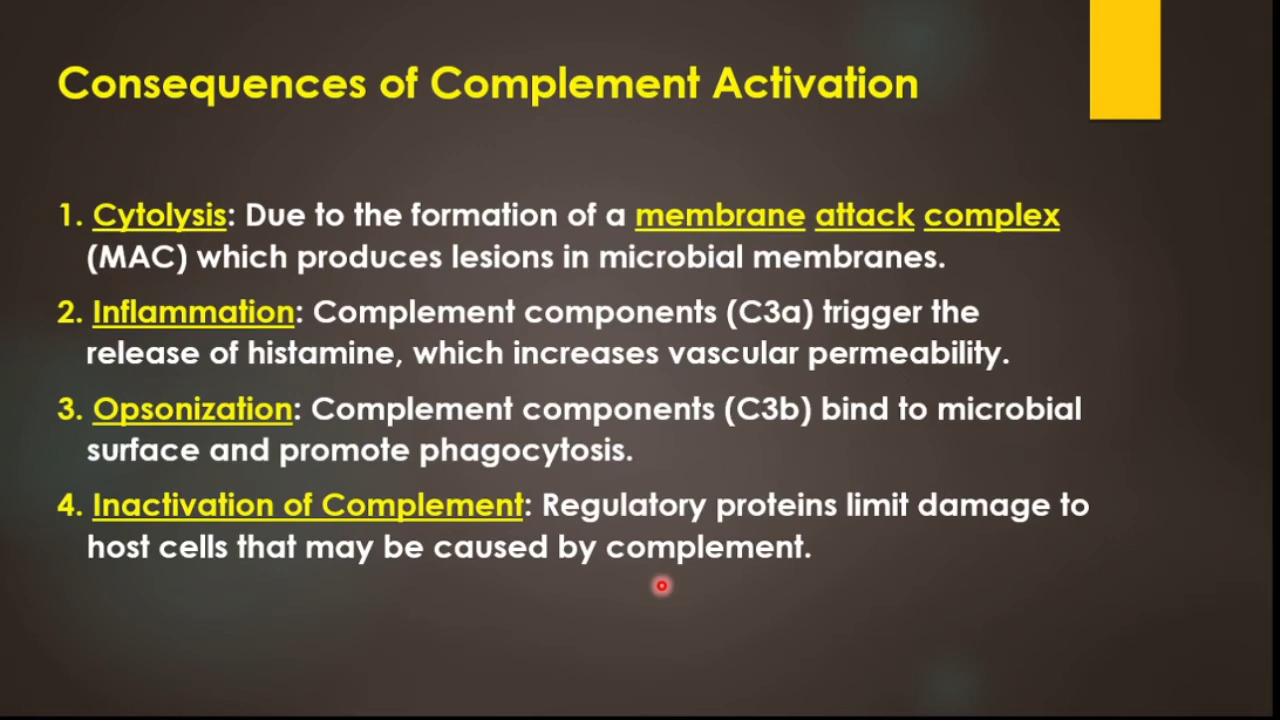 Consequences of Complement Activation
1. Cytolysis: Due to the formation of a membrane attack complex
(MAC) which produces lesions in microbial membranes.
2. Inflammation: Complement components (C3a) trigger the
release of histamine, which increases vascular permeability.
3. Opsonization: Complement components (C3b) bind to microbial
surface and promote phagocytosis.
4. Inactivation of Complement: Regulatory proteins limit damage to
host cells that may be caused by complement.